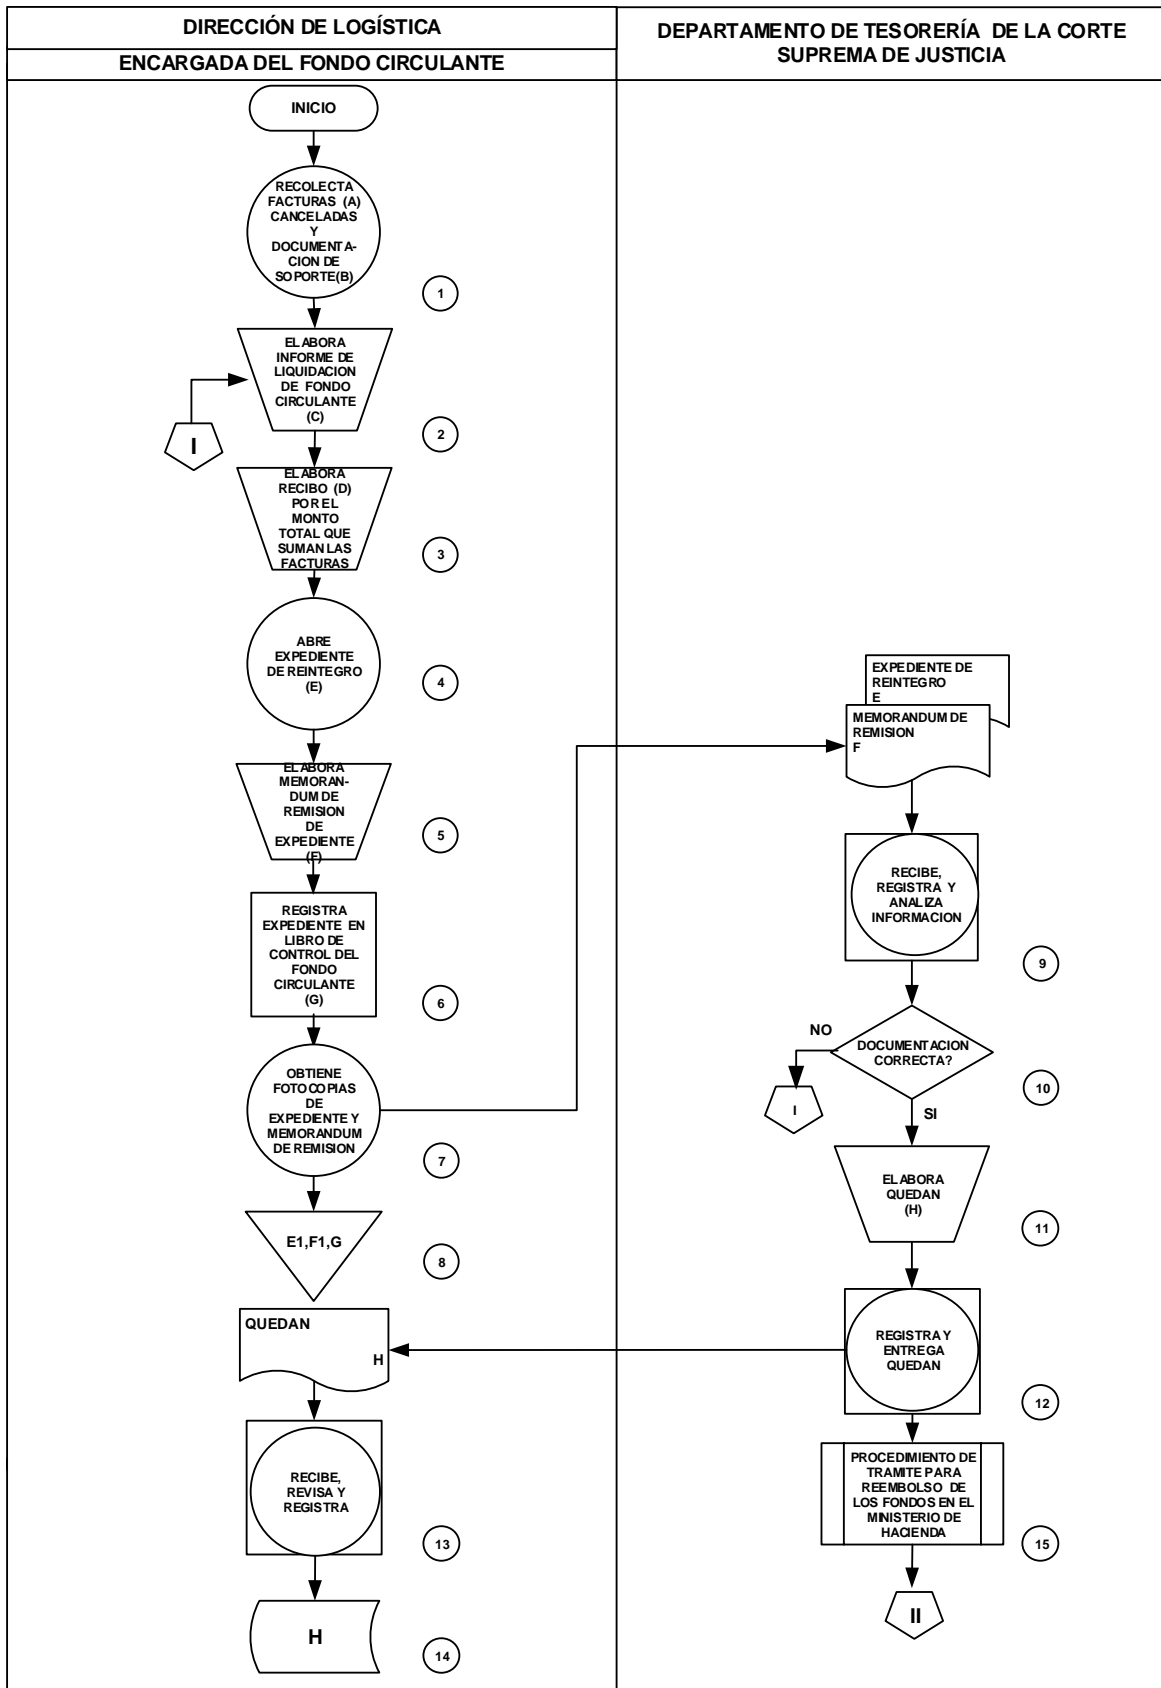 DIRECCIÓN DE LOGÍSTICA
ENCARGADA DEL FONDO CIRCULANTE
DEPARTAMENTO DE TESORERÍA DE LA CORTE
SUPREMA DE JUSTICIA
INICIO
RECOLECTA
FACTURAS (A)
CANCELADAS
Y
DOCUMENTA-
CION DE
SOPORTE(B)
1
ELABORA
INFORME DE
LIQUIDACION
DE FONDO
CIRCULANTE
(C)
2
I
ELABORA
RECIBO (D)
POR EL
MONTO
TOTAL QUE
SUMAN LAS
FACTURAS
3
ABRE
EXPEDIENTE
DE REINTEGRO
(E)
4
ELABORA
MEMORAN-
DUM DE
REMISION
DE
EXPEDIENTE
(F)
5
REGISTRA
EXPEDIENTE EN
LIBRO DE
CONTROL DEL
FONDO
CIRCULANTE
(G)
6
OBTIENE
FOTOCOPIAS
DE
EXPEDIENTE Y
MEMORANDUM
DE REMISION
7
E1,F1,G
8
QUEDAN
H
RECIBE,
REVISA Y
REGISTRA
13
H
14
EXPEDIENTE DE
REINTEGRO
E
MEMORANDUM DE
REMISION
F
RECIBE,
REGISTRA Y
ANALIZA
INFORMACION
9
NO
DOCUMENTACION
CORRECTA?
10
I
SI
ELABORA
QUEDAN
(H)
11
REGISTRA Y
ENTREGA
QUEDAN
12
PROCEDIMIENTO DE
TRAMITE PARA
REEMBOLSO DE
LOS FONDOS EN EL
MINISTERIO DE
HACIENDA
15
II